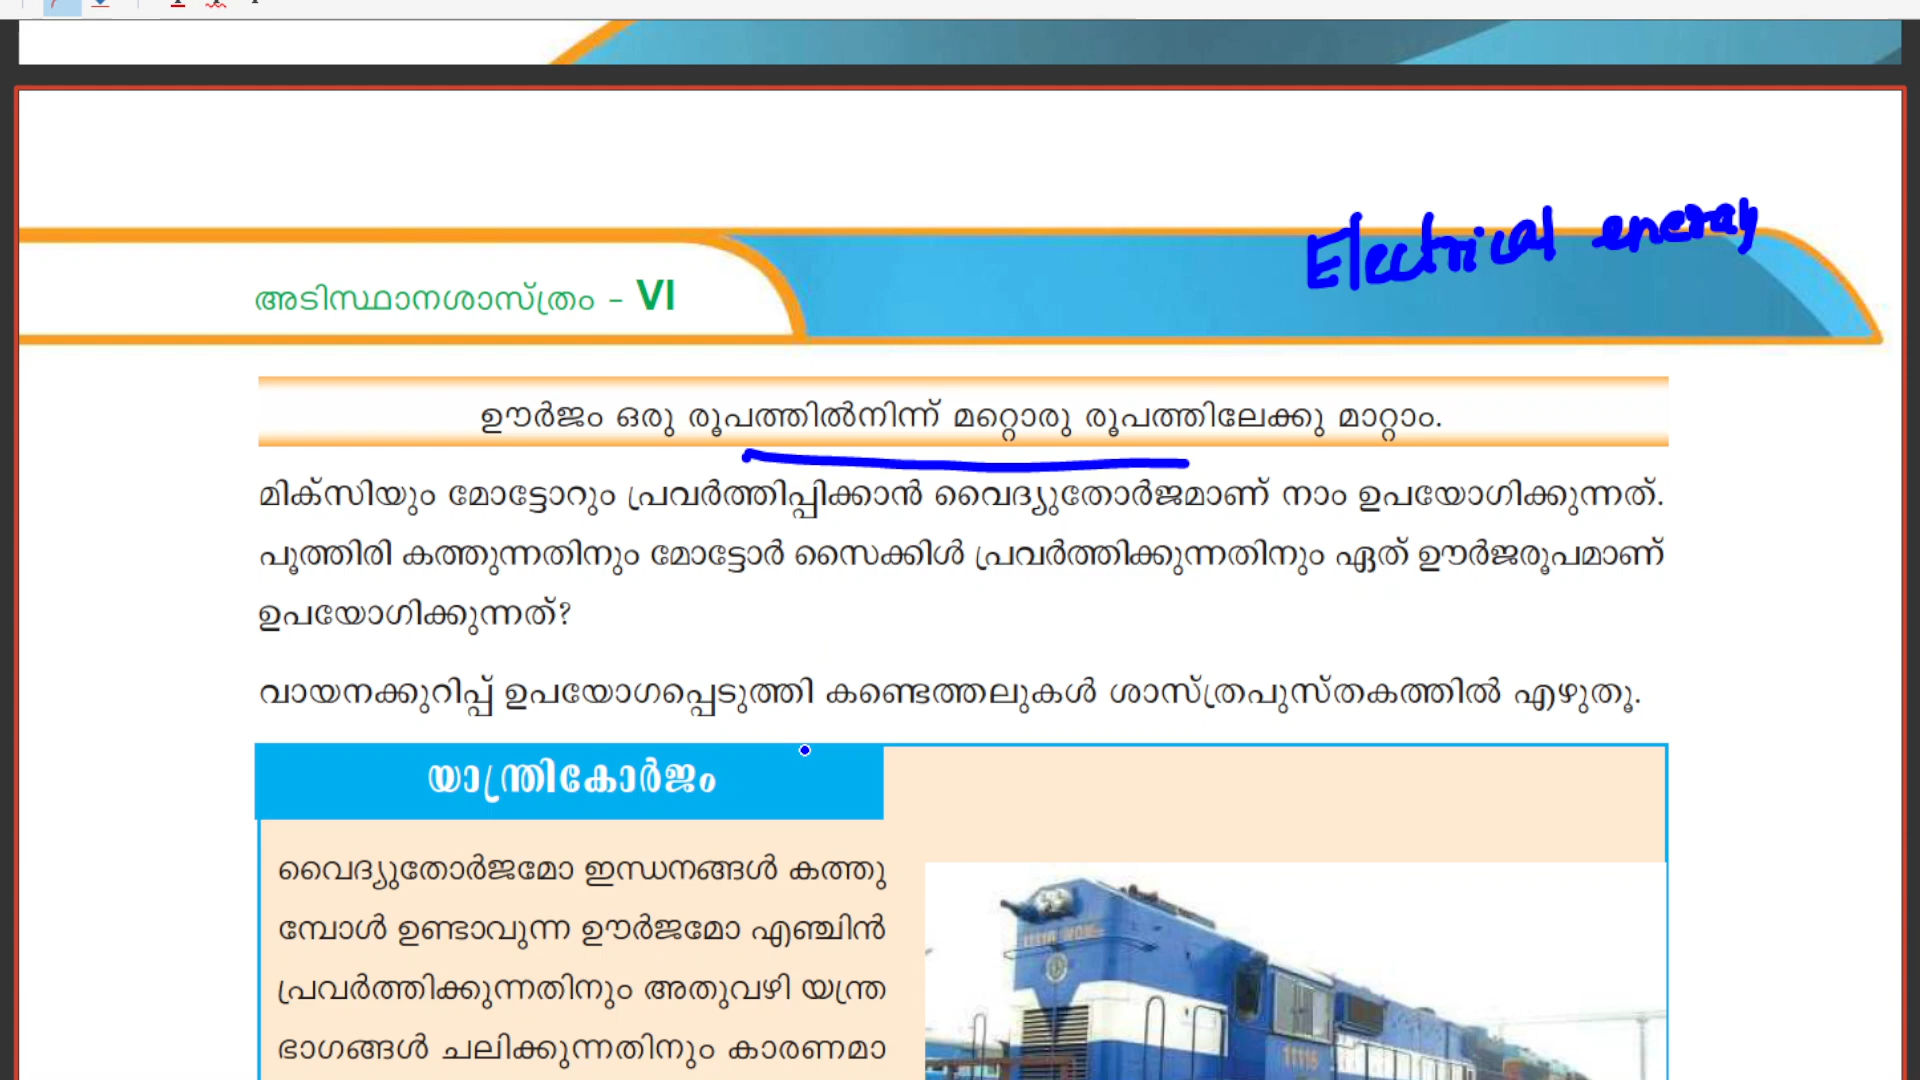 Electrical energy
അടിസ്ഥാനശാസ്ത്രം - VI
ഊർജം ഒരു രൂപത്തിൽനിന്ന് മറ്റൊരു രൂപത്തിലേക്കു മാറ്റാം.
മിക്സിയും മോട്ടോറും പ്രവർത്തിപ്പിക്കാൻ വൈദ്യുതോർജമാണ് നാം ഉപയോഗിക്കുന്നത്.
പൂത്തിരി കത്തുന്നതിനും മോട്ടോർ സൈക്കിൾ പ്രവർത്തിക്കുന്നതിനും ഏത് ഊർജരൂപമാണ്
ഉപയോഗിക്കുന്നത്?
വായനക്കുറിപ്പ് ഉപയോഗപ്പെടുത്തി കണ്ടെത്തലുകൾ ശാസ്ത്രപുസ്തകത്തിൽ എഴുതൂ.
യാന്ത്രികോർജം
വൈദ്യുതോർജമോ ഇന്ധനങ്ങൾ കത്തു
മ്പോൾ ഉണ്ടാവുന്ന ഊർജമോ എഞ്ചിൻ
പ്രവർത്തിക്കുന്നതിനും അതുവഴി യന്ത്ര
ഭാഗങ്ങൾ ചലിക്കുന്നതിനും കാരണമാ
11115